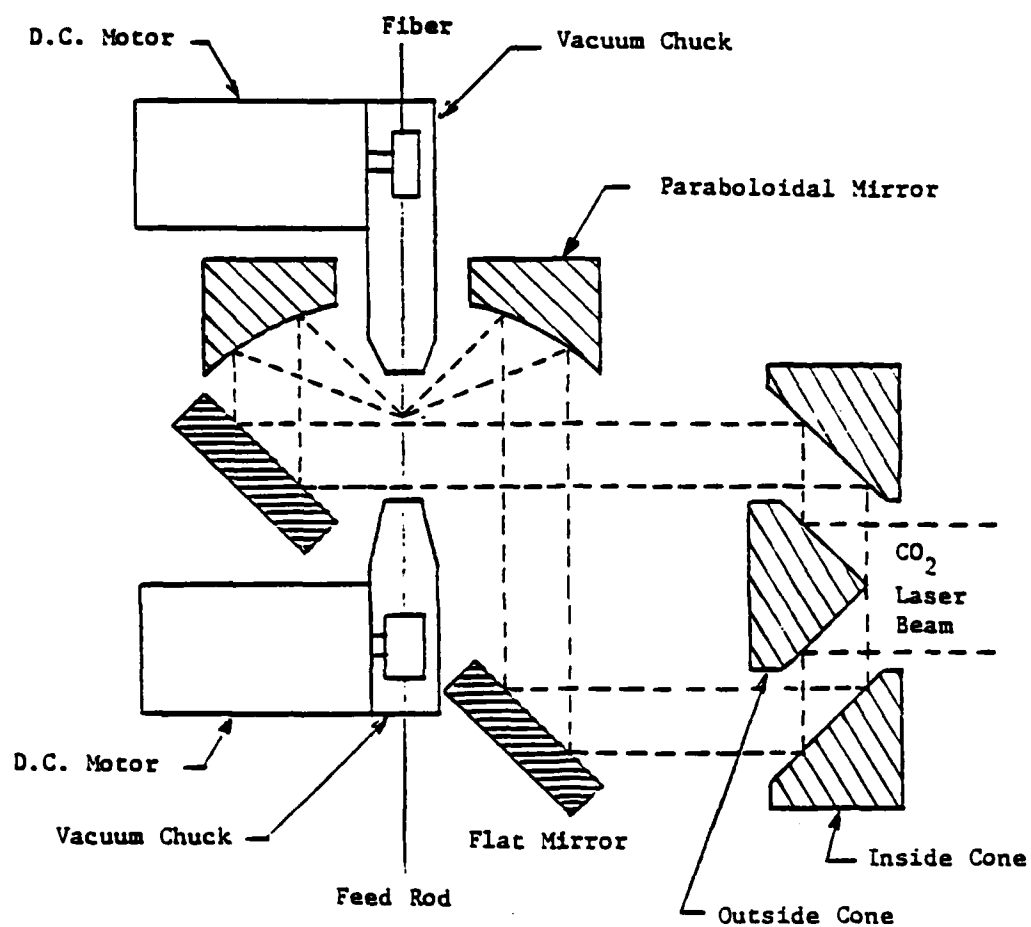 Fiber
D.C. Motor
Vacuum Chuck
Paraboloidal Mirror
CO2
Laser
Beam
D.C. Motor
Vacuum Chuck
Flat Mirror
Inside Cone
Feed Rod
Outside Cone